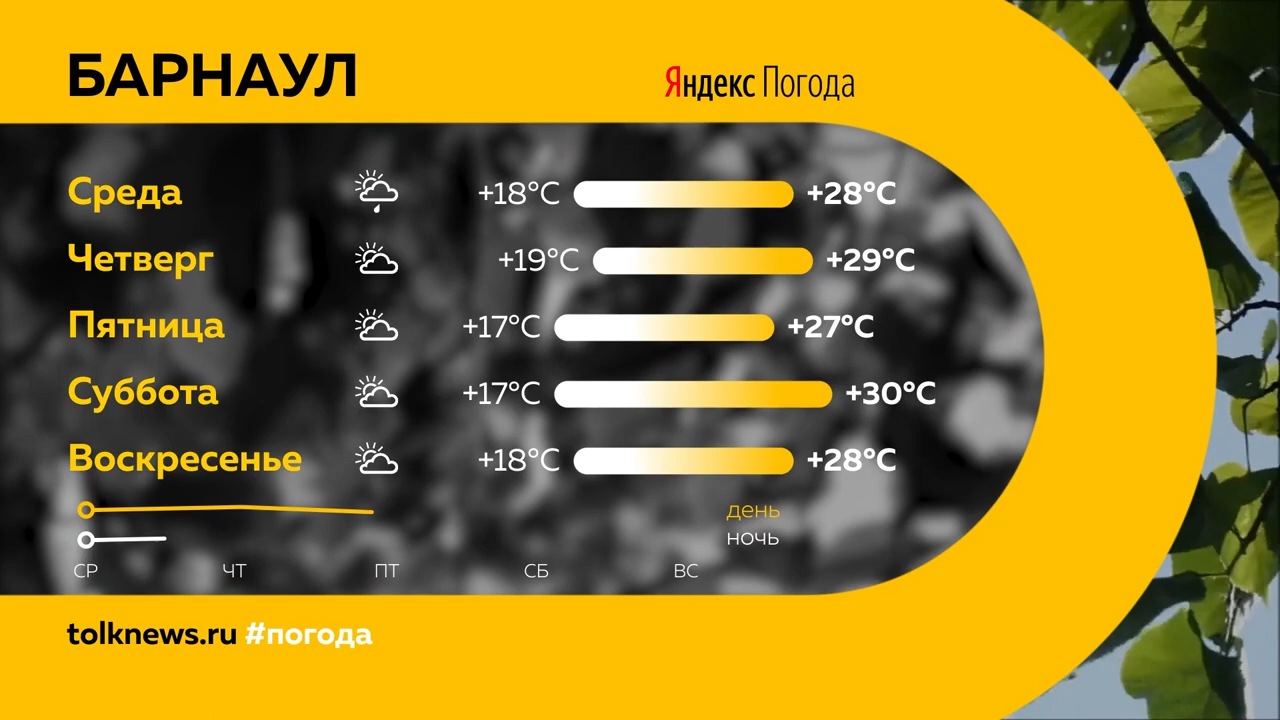 БАРНАУЛ
Яндекс Погода
Среда +18°C +28°C
Четверг +19°C +29°C
Пятница +17°C +27°C
Суббота +17°C +30°C
Воскресенье +18°C +28°C
день
ночь
СР ЧТ ПТ СБ ВС
tolknews.ru #погода